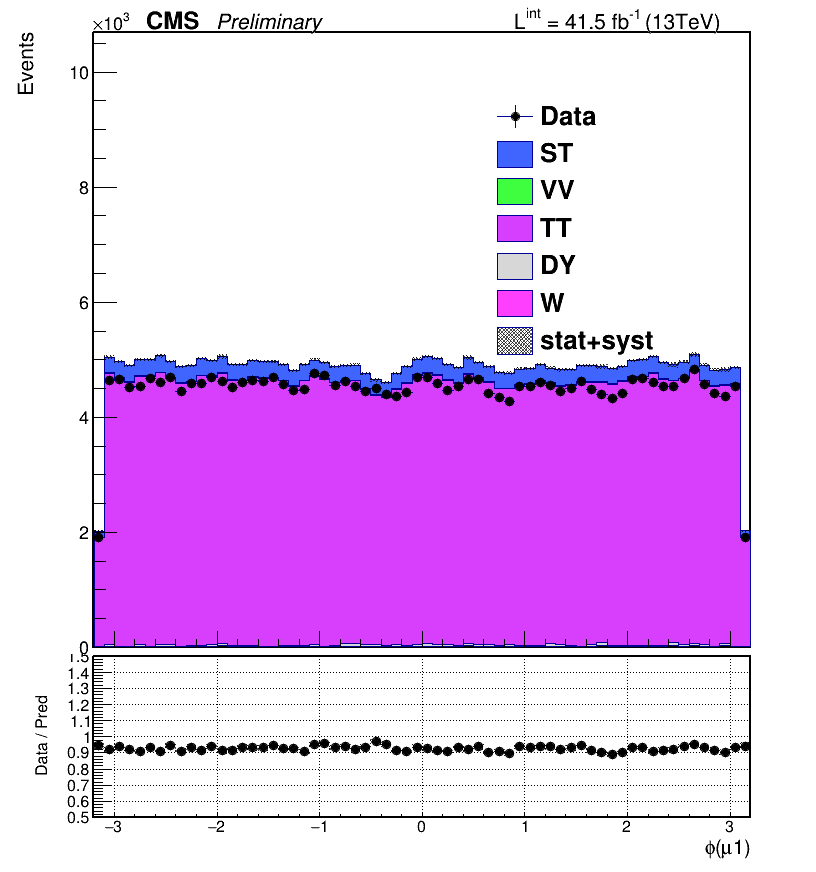 ×10³ CMS Preliminary L^int = 41.5 fb⁻¹ (13TeV)
Events
10
8
6
4
2
0
Data
ST
VV
TT
DY
W
stat+syst
Data / Pred
1.5
1.4
1.3
1.2
1.1
1
0.9
0.8
0.7
0.6
0.5
−3 −2 −1 0 1 2 3
ϕ(μ1)